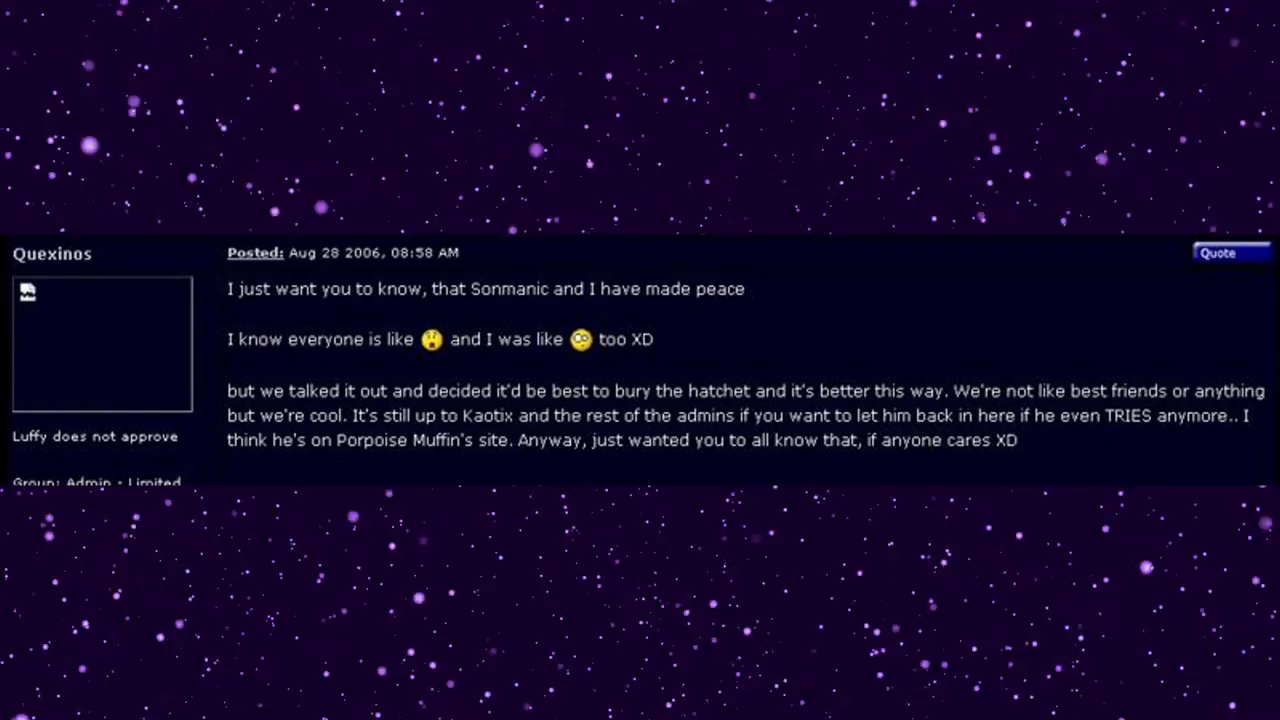 Quexinos
Posted: Aug 28 2006, 08:58 AM
Quote
I just want you to know, that Sonmanic and I have made peace
I know everyone is like and I was like too XD
but we talked it out and decided it'd be best to bury the hatchet and it's better this way. We're not like best friends or anything
but we're cool. It's still up to Kaotix and the rest of the admins if you want to let him back in here if he even TRIES anymore.. I
think he's on Porpoise Muffin's site. Anyway, just wanted you to all know that, if anyone cares XD
Luffy does not approve
Group: Admin - Limited